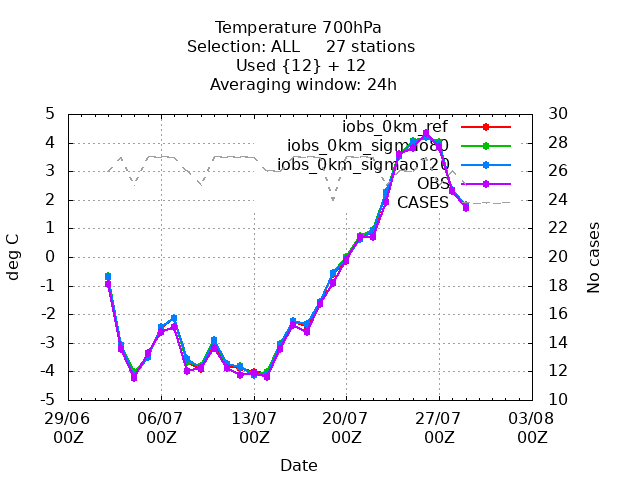 Temperature 700hPa
Selection: ALL 27 stations
Used {12} + 12
Averaging window: 24h
5 30
4 28
3 26
2 24
1 22
0 20
-1 18
-2 16
-3 14
-4 12
-5 10
iobs_0km_ref
iobs_0km_sigmao80
iobs_0km_sigmao120
OBS
CASES
deg C
No cases
29/06 06/07 13/07 20/07 27/07 03/08
00Z 00Z 00Z 00Z 00Z 00Z
Date